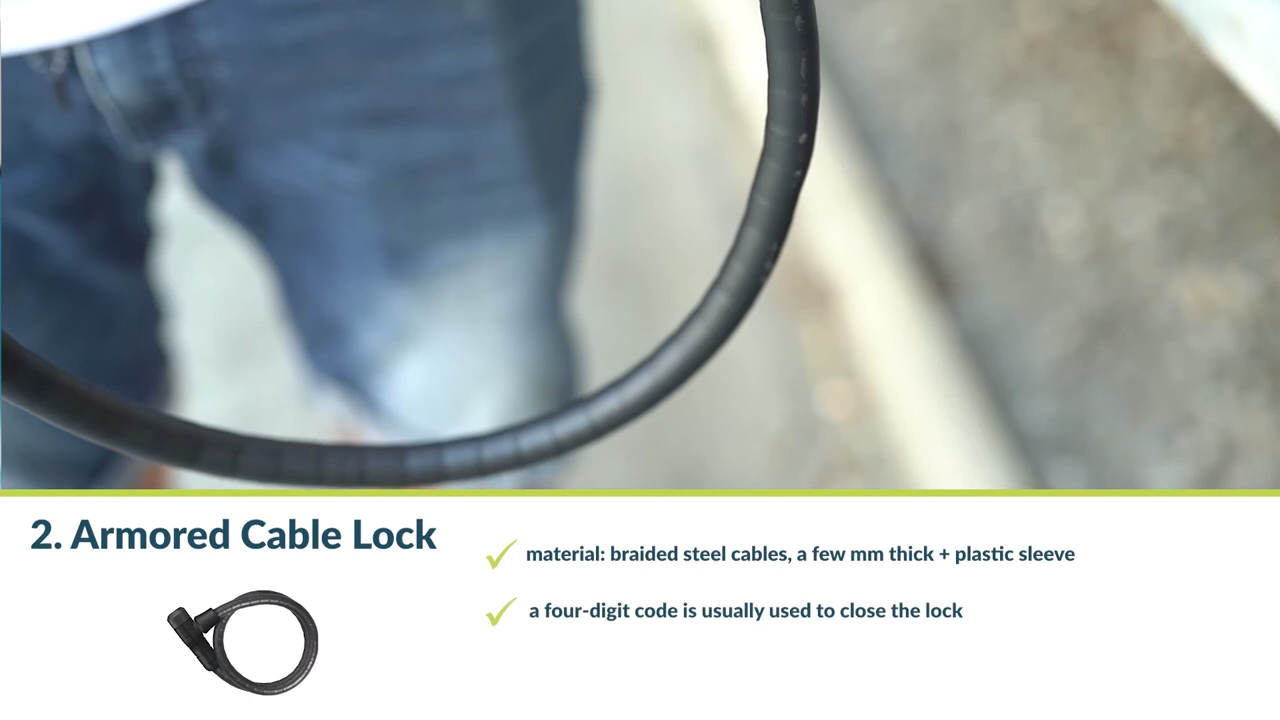 2. Armored Cable Lock
material: braided steel cables, a few mm thick + plastic sleeve
a four-digit code is usually used to close the lock